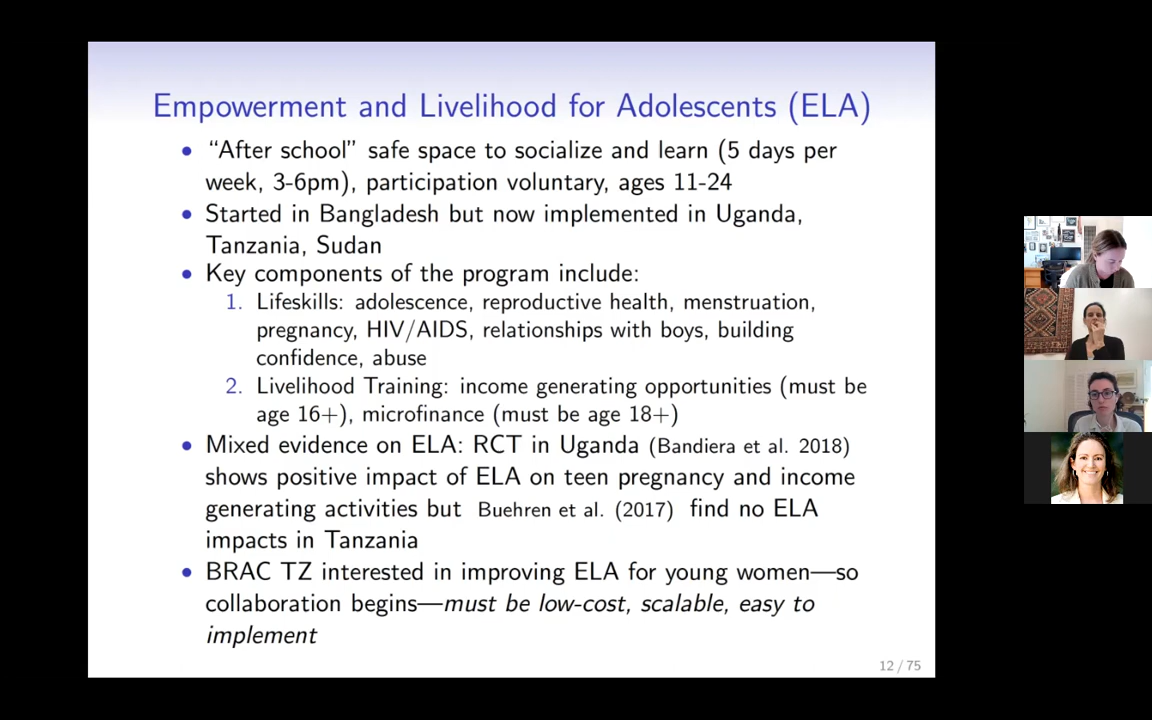 Empowerment and Livelihood for Adolescents (ELA)
• “After school” safe space to socialize and learn (5 days per
week, 3-6pm), participation voluntary, ages 11-24
• Started in Bangladesh but now implemented in Uganda,
Tanzania, Sudan
• Key components of the program include:
1. Lifeskills: adolescence, reproductive health, menstruation,
pregnancy, HIV/AIDS, relationships with boys, building
confidence, abuse
2. Livelihood Training: income generating opportunities (must be
age 16+), microfinance (must be age 18+)
• Mixed evidence on ELA: RCT in Uganda (Bandiera et al. 2018)
shows positive impact of ELA on teen pregnancy and income
generating activities but Buehren et al. (2017) find no ELA
impacts in Tanzania
• BRAC TZ interested in improving ELA for young women—so
collaboration begins—must be low-cost, scalable, easy to
implement
12 / 75